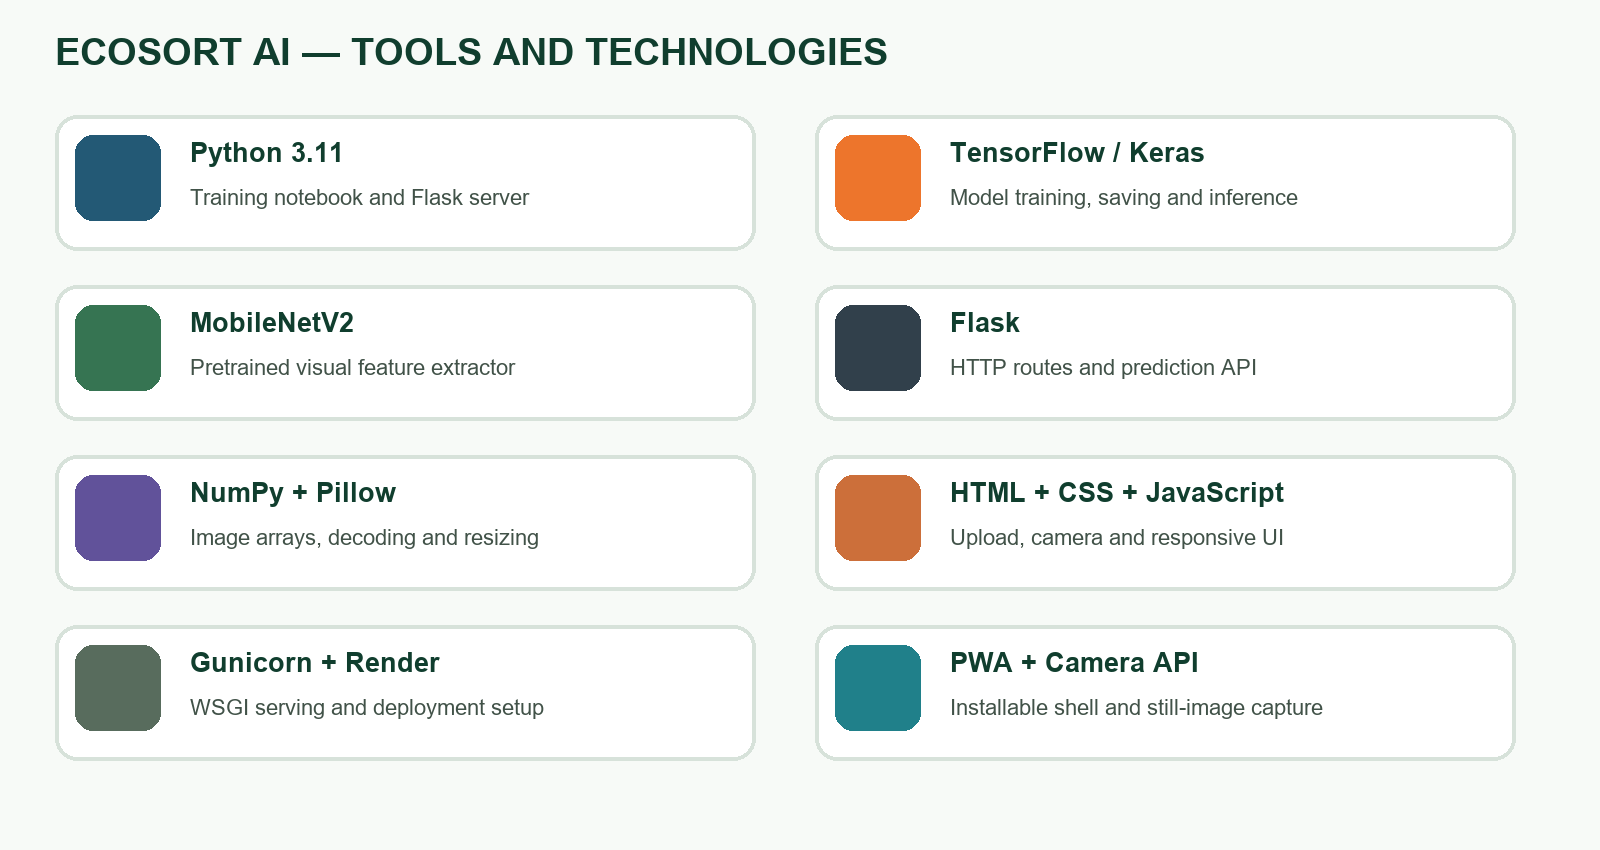 ECOSORT AI — TOOLS AND TECHNOLOGIES
Python 3.11
Training notebook and Flask server
TensorFlow / Keras
Model training, saving and inference
MobileNetV2
Pretrained visual feature extractor
Flask
HTTP routes and prediction API
NumPy + Pillow
Image arrays, decoding and resizing
HTML + CSS + JavaScript
Upload, camera and responsive UI
Gunicorn + Render
WSGI serving and deployment setup
PWA + Camera API
Installable shell and still-image capture